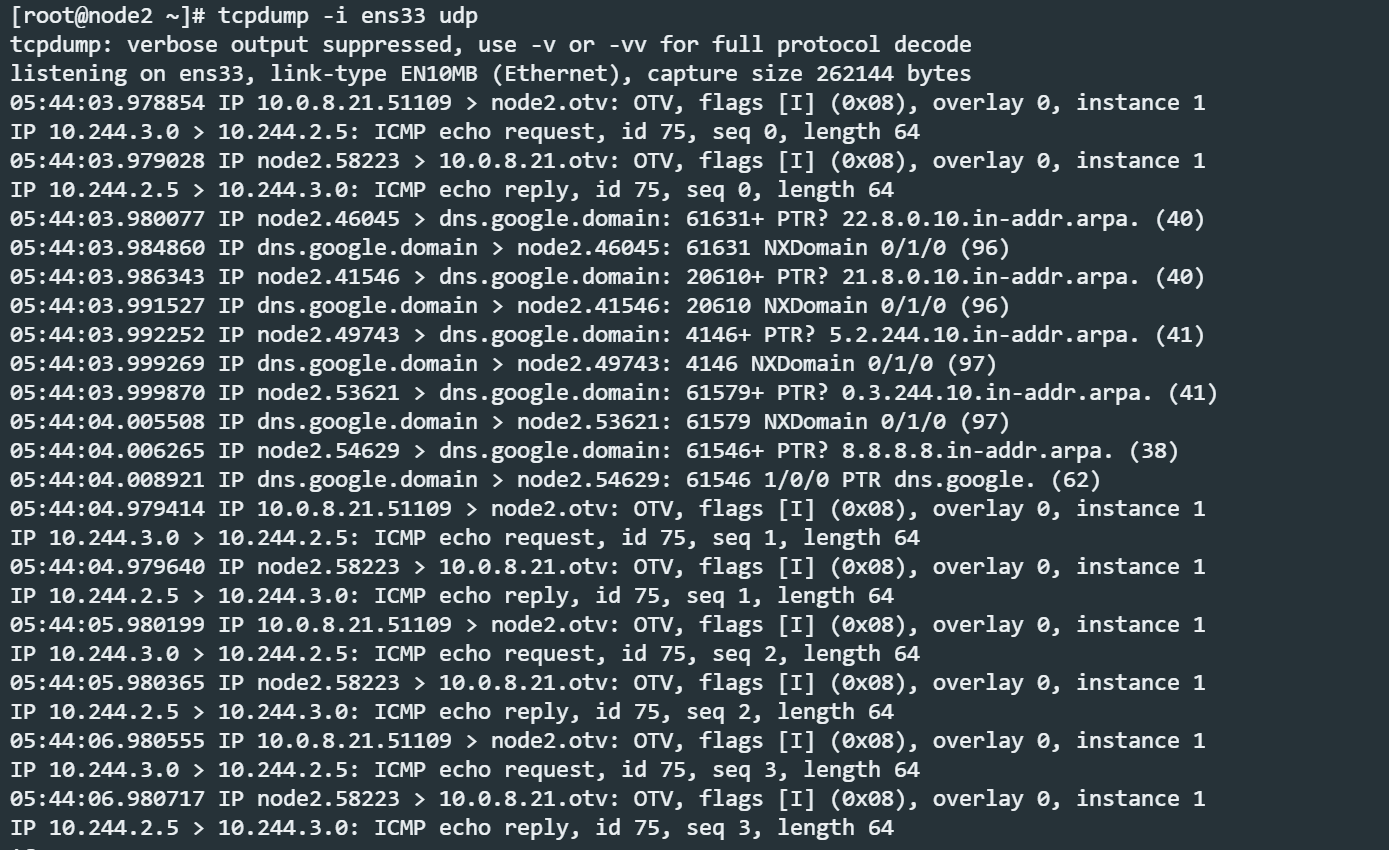 [root@node2 ~]# tcpdump -i ens33 udp
tcpdump: verbose output suppressed, use -v or -vv for full protocol decode
listening on ens33, link-type EN10MB (Ethernet), capture size 262144 bytes
05:44:03.978854 IP 10.0.8.21.51109 > node2.otv: OTV, flags [I] (0x08), overlay 0, instance 1
IP 10.244.3.0 > 10.244.2.5: ICMP echo request, id 75, seq 0, length 64
05:44:03.979028 IP node2.58223 > 10.0.8.21.otv: OTV, flags [I] (0x08), overlay 0, instance 1
IP 10.244.2.5 > 10.244.3.0: ICMP echo reply, id 75, seq 0, length 64
05:44:03.980077 IP node2.46045 > dns.google.domain: 61631+ PTR? 22.8.0.10.in-addr.arpa. (40)
05:44:03.984860 IP dns.google.domain > node2.46045: 61631 NXDomain 0/1/0 (96)
05:44:03.986343 IP node2.41546 > dns.google.domain: 20610+ PTR? 21.8.0.10.in-addr.arpa. (40)
05:44:03.991527 IP dns.google.domain > node2.41546: 20610 NXDomain 0/1/0 (96)
05:44:03.992252 IP node2.49743 > dns.google.domain: 4146+ PTR? 5.2.244.10.in-addr.arpa. (41)
05:44:03.999269 IP dns.google.domain > node2.49743: 4146 NXDomain 0/1/0 (97)
05:44:03.999870 IP node2.53621 > dns.google.domain: 61579+ PTR? 0.3.244.10.in-addr.arpa. (41)
05:44:04.005508 IP dns.google.domain > node2.53621: 61579 NXDomain 0/1/0 (97)
05:44:04.006265 IP node2.54629 > dns.google.domain: 61546+ PTR? 8.8.8.8.in-addr.arpa. (38)
05:44:04.008921 IP dns.google.domain > node2.54629: 61546 1/0/0 PTR dns.google. (62)
05:44:04.979414 IP 10.0.8.21.51109 > node2.otv: OTV, flags [I] (0x08), overlay 0, instance 1
IP 10.244.3.0 > 10.244.2.5: ICMP echo request, id 75, seq 1, length 64
05:44:04.979640 IP node2.58223 > 10.0.8.21.otv: OTV, flags [I] (0x08), overlay 0, instance 1
IP 10.244.2.5 > 10.244.3.0: ICMP echo reply, id 75, seq 1, length 64
05:44:05.980199 IP 10.0.8.21.51109 > node2.otv: OTV, flags [I] (0x08), overlay 0, instance 1
IP 10.244.3.0 > 10.244.2.5: ICMP echo request, id 75, seq 2, length 64
05:44:05.980365 IP node2.58223 > 10.0.8.21.otv: OTV, flags [I] (0x08), overlay 0, instance 1
IP 10.244.2.5 > 10.244.3.0: ICMP echo reply, id 75, seq 2, length 64
05:44:06.980555 IP 10.0.8.21.51109 > node2.otv: OTV, flags [I] (0x08), overlay 0, instance 1
IP 10.244.3.0 > 10.244.2.5: ICMP echo request, id 75, seq 3, length 64
05:44:06.980717 IP node2.58223 > 10.0.8.21.otv: OTV, flags [I] (0x08), overlay 0, instance 1
IP 10.244.2.5 > 10.244.3.0: ICMP echo reply, id 75, seq 3, length 64